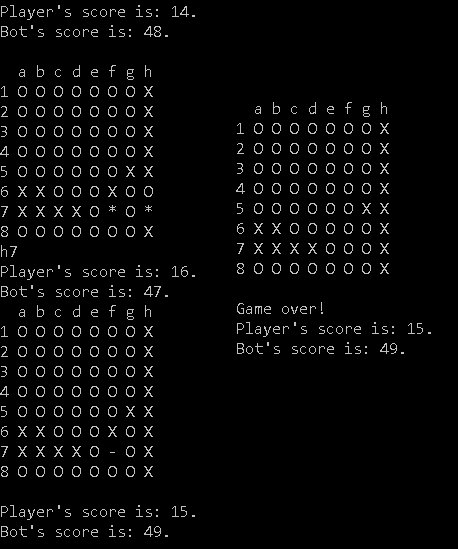 Player's score is: 14.
Bot's score is: 48.
a b c d e f g h
1 O O O O O O O X
2 O O O O O O O X
3 O O O O O O O X
4 O O O O O O O X
5 O O O O O O X X
6 X X O O O X O O
7 X X X X O * O *
8 O O O O O O O X
h7
Player's score is: 16.
Bot's score is: 47.
a b c d e f g h
1 O O O O O O O X
2 O O O O O O O X
3 O O O O O O O X
4 O O O O O O O X
5 O O O O O O X X
6 X X O O O X O X
7 X X X X O - O X
8 O O O O O O O X
Player's score is: 15.
Bot's score is: 49.
a b c d e f g h
1 O O O O O O O X
2 O O O O O O O X
3 O O O O O O O X
4 O O O O O O O X
5 O O O O O O X X
6 X X O O O O O X
7 X X X X O O O X
8 O O O O O O O X
Game over!
Player's score is: 15.
Bot's score is: 49.